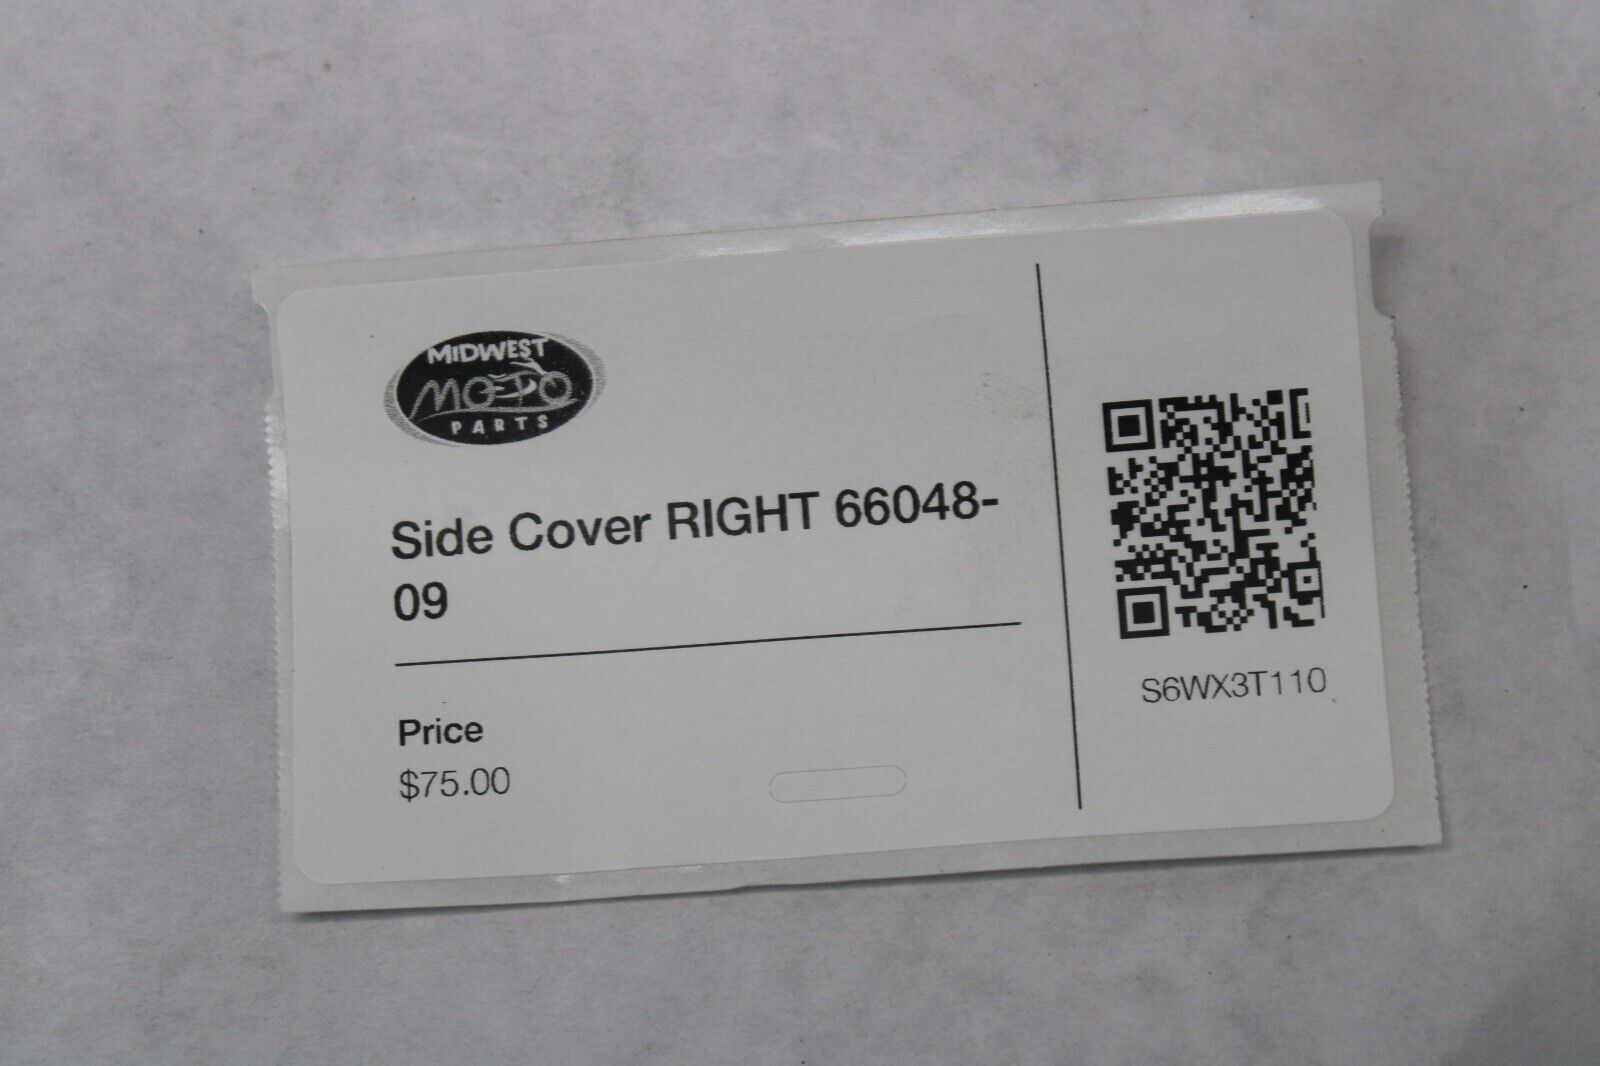 MIDWEST
MOTO
PARTS
Side Cover RIGHT 66048-
09
Price
$75.00
S6WX3T110